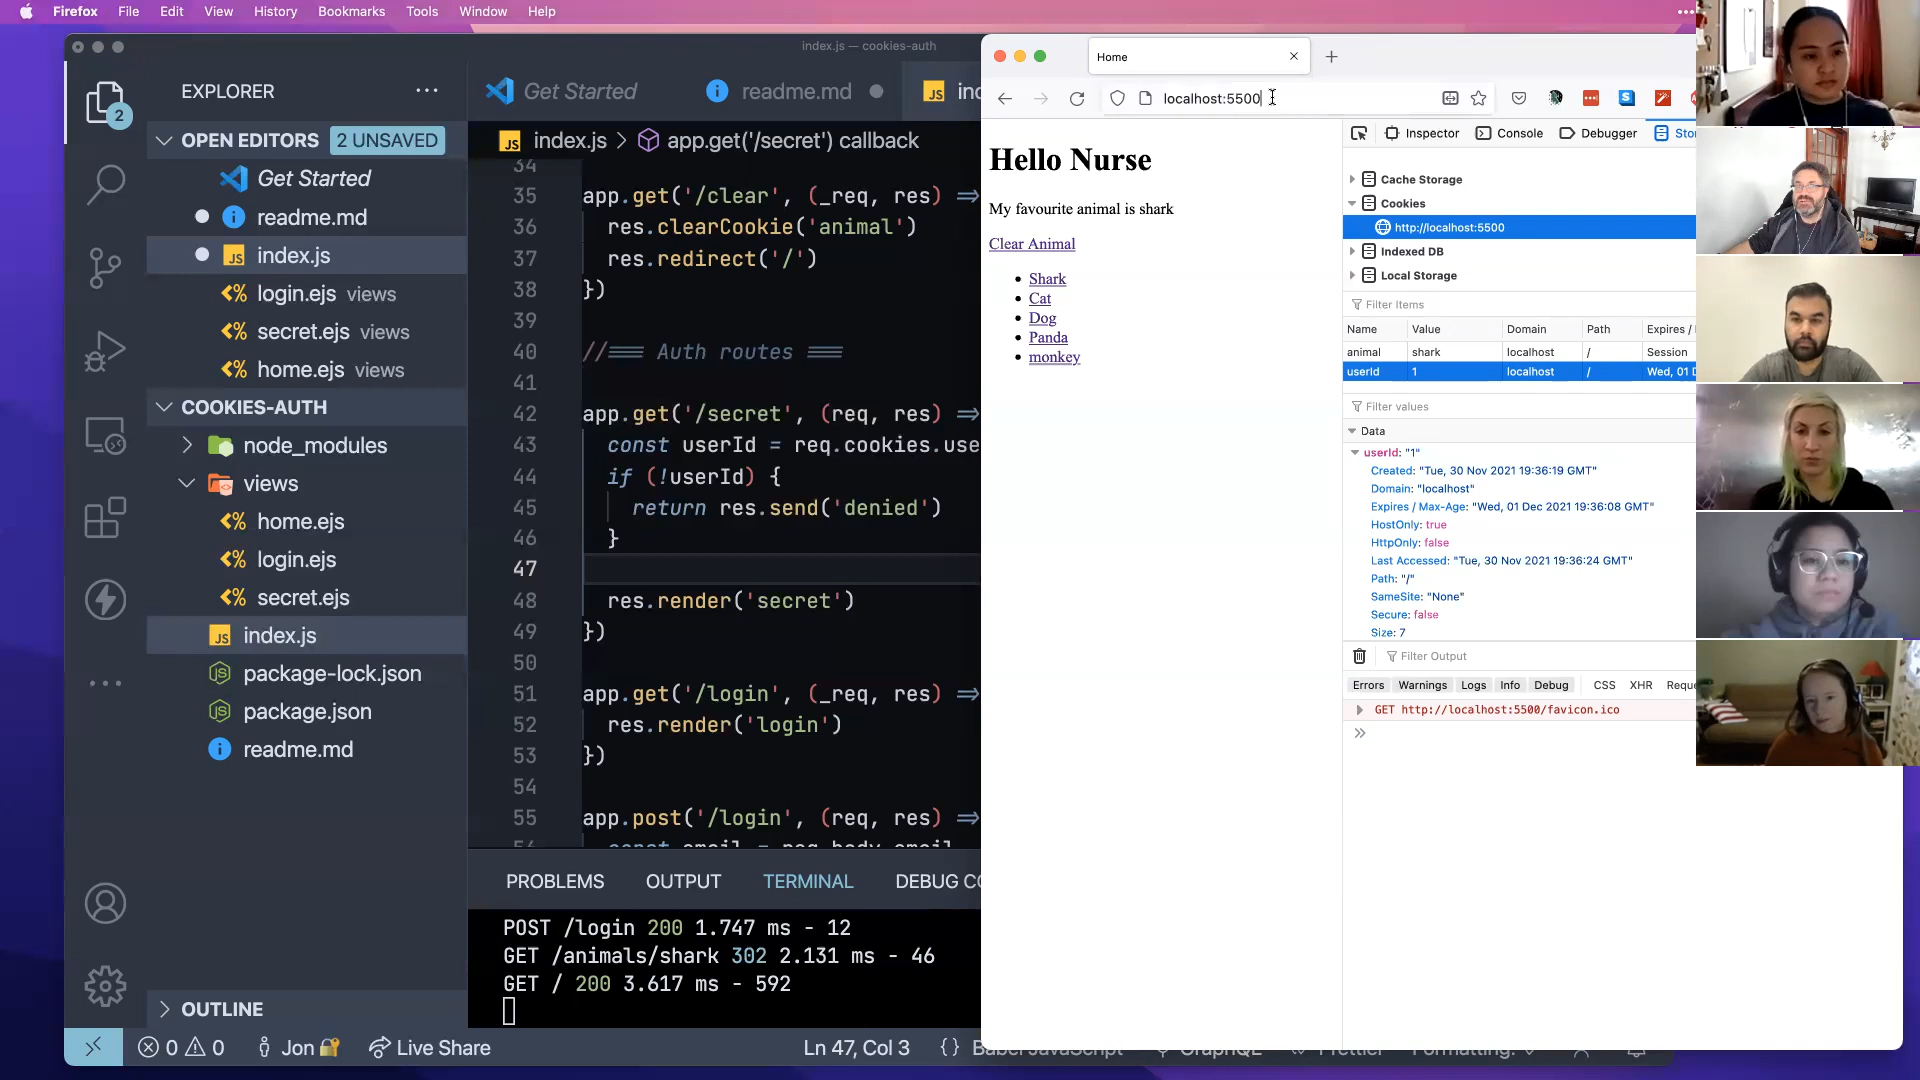 Firefox File Edit View History Bookmarks Tools Window Help
index.js — cookies-auth
EXPLORER
OPEN EDITORS 2 UNSAVED
Get Started
readme.md
index.js
login.ejs views
secret.ejs views
home.ejs views
COOKIES-AUTH
node_modules
views
home.ejs
login.ejs
secret.ejs
index.js
package-lock.json
package.json
readme.md
OUTLINE
2
Get Started readme.md
index.js > app.get('/secret') callback
34
35 app.get('/clear', (_req, res) =>
36 res.clearCookie('animal')
37 res.redirect('/')
38 })
39
40 //=== Auth routes ===
41
42 app.get('/secret', (req, res) =>
43 const userId = req.cookies.use
44 if (!userId) {
45 return res.send('denied')
46 }
47
48 res.render('secret')
49 })
50
51 app.get('/login', (_req, res) =>
52 res.render('login')
53 })
54
55 app.post('/login', (req, res) =>
PROBLEMS OUTPUT TERMINAL
POST /login 200 1.747 ms - 12
GET /animals/shark 302 2.131 ms - 46
GET / 200 3.617 ms - 592
0 0 Jon Live Share Ln 47, Col 3 {}
Home
localhost:5500
Hello Nurse
My favourite animal is shark
Clear Animal
Shark
Cat
Dog
Panda
monkey
Inspector Console Debugger
Cache Storage
Cookies
http://localhost:5500
Indexed DB
Local Storage
Filter Items
Name Value Domain Path Expires /
animal shark localhost / Session
userId 1 localhost / Wed, 01
Filter values
Data
userId: "1"
Created: "Tue, 30 Nov 2021 19:36:19 GMT"
Domain: "localhost"
Expires / Max-Age: "Wed, 01 Dec 2021 19:36:08 GMT"
HostOnly: true
HttpOnly: false
Last Accessed: "Tue, 30 Nov 2021 19:36:24 GMT"
Path: "/"
SameSite: "None"
Secure: false
Size: 7
Filter Output
Errors Warnings Logs Info Debug CSS XHR
GET http://localhost:5500/favicon.ico